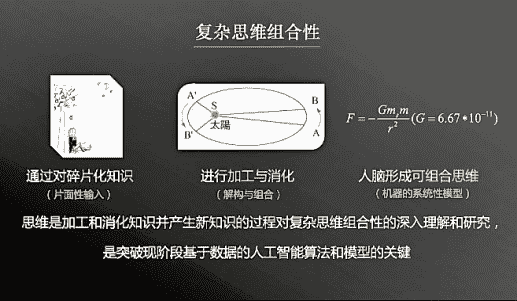 复杂思维组合性
A'
S
B
太陽
B'
A
F = -\frac{Gm_sm}{r^2} (G = 6.67*10^{-11})
通过对碎片化知识
进行加工与消化
人脑形成可组合思维
(片面性输入)
(解构与组合)
(机器的系统性模型)
思维是加工和消化知识并产生新知识的过程对复杂思维组合性的深入理解和研究，
是突破现阶段基于数据的人工智能算法和模型的关键